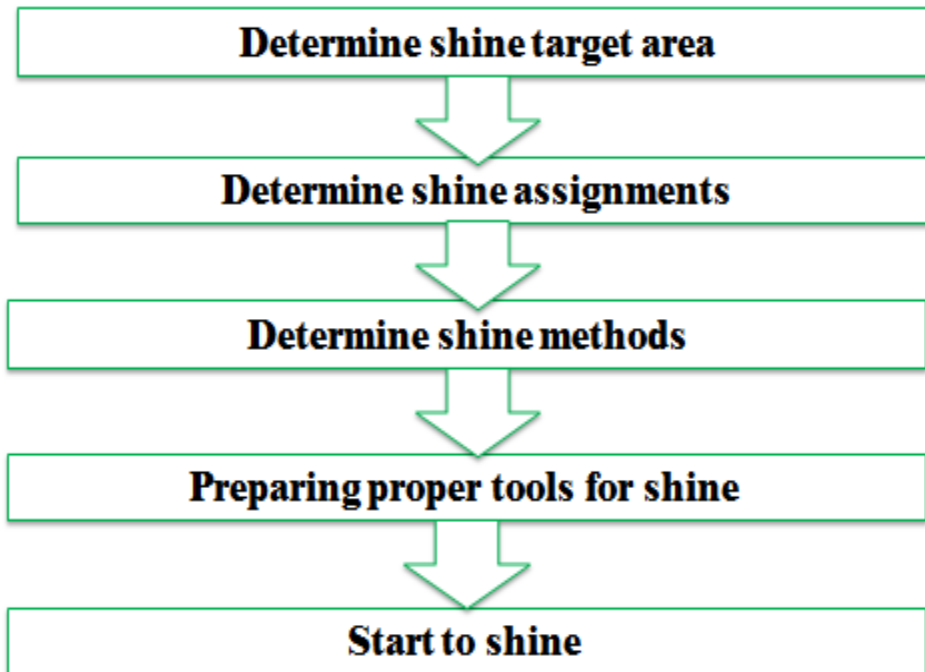 Determine shine target area
Determine shine assignments
Determine shine methods
Preparing proper tools for shine
Start to shine